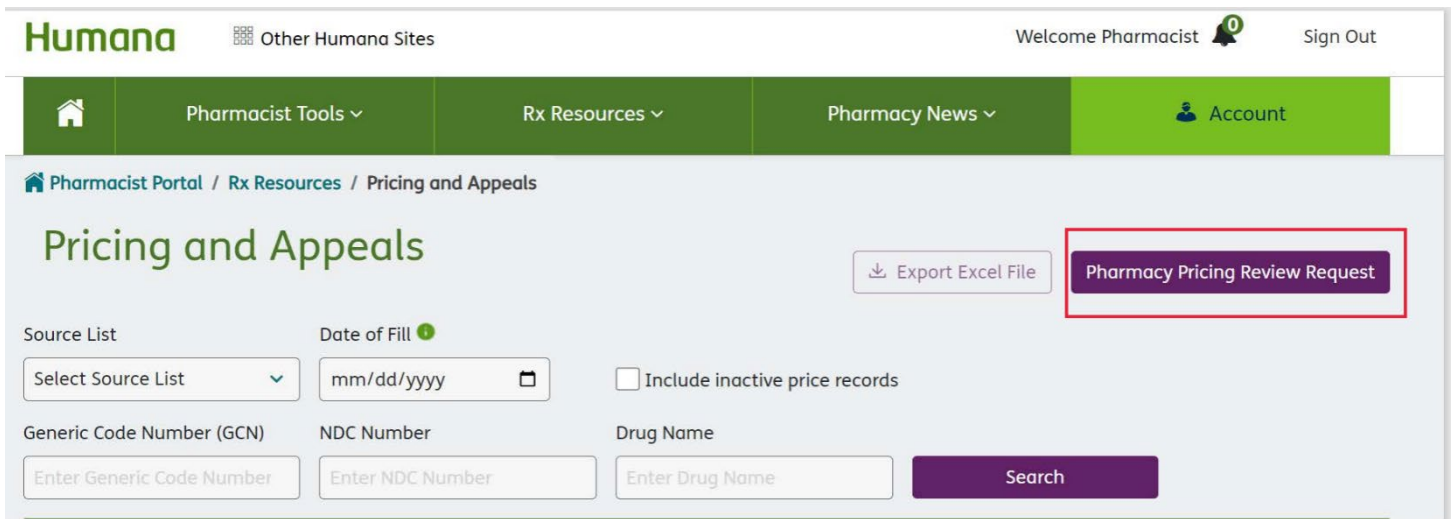 Humana
Other Humana Sites
Welcome Pharmacist
0
Sign Out
Pharmacist Tools
Rx Resources
Pharmacy News
Account
Pharmacist Portal / Rx Resources / Pricing and Appeals
Pricing and Appeals
Export Excel File
Pharmacy Pricing Review Request
Source List
Date of Fill
Select Source List
mm/dd/yyyy
Include inactive price records
Generic Code Number (GCN)
NDC Number
Drug Name
Enter Generic Code Number
Enter NDC Number
Enter Drug Name
Search